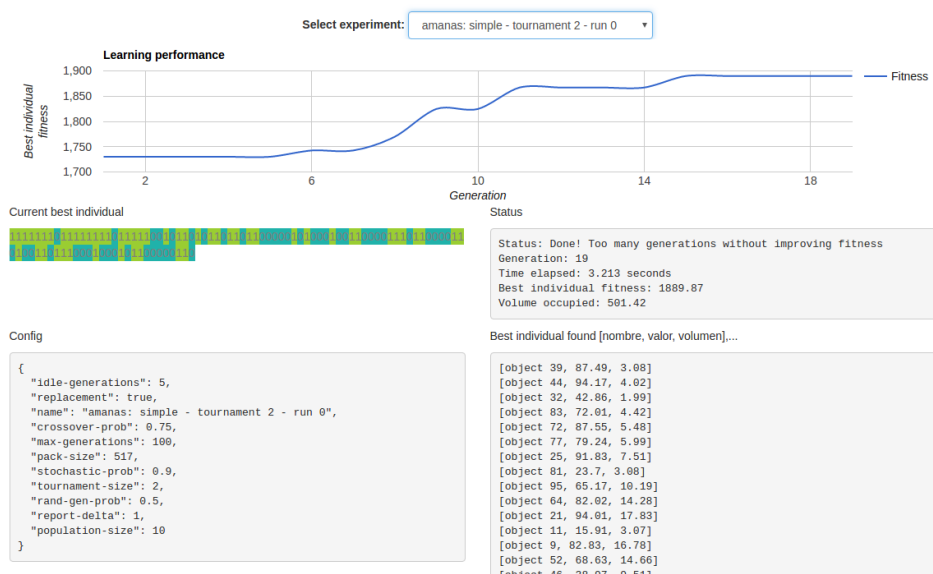 Select experiment: amanas: simple - tournament 2 - run 0
Learning performance
1,900
1,850
1,800
1,750
1,700
Best individual
fitness
2 6 10 14 18
Generation
Fitness
Current best individual
Status
Status: Done! Too many generations without improving fitness
Generation: 19
Time elapsed: 3.213 seconds
Best individual fitness: 1889.87
Volume occupied: 501.42
Config
{
"idle-generations": 5,
"replacement": true,
"name": "amanas: simple - tournament 2 - run 0",
"crossover-prob": 0.75,
"max-generations": 100,
"pack-size": 517,
"stochastic-prob": 0.9,
"tournament-size": 2,
"rand-gen-prob": 0.5,
"report-delta": 1,
"population-size": 10
}
Best individual found [nombre, valor, volumen],...
[object 39, 87.49, 3.08]
[object 44, 94.17, 4.02]
[object 32, 42.86, 1.99]
[object 83, 72.01, 4.42]
[object 72, 87.55, 5.48]
[object 77, 79.24, 5.99]
[object 25, 91.83, 7.51]
[object 81, 23.7, 3.08]
[object 95, 65.17, 10.19]
[object 64, 82.02, 14.28]
[object 21, 94.01, 17.83]
[object 11, 15.91, 3.07]
[object 9, 82.83, 16.78]
[object 52, 68.63, 14.66]